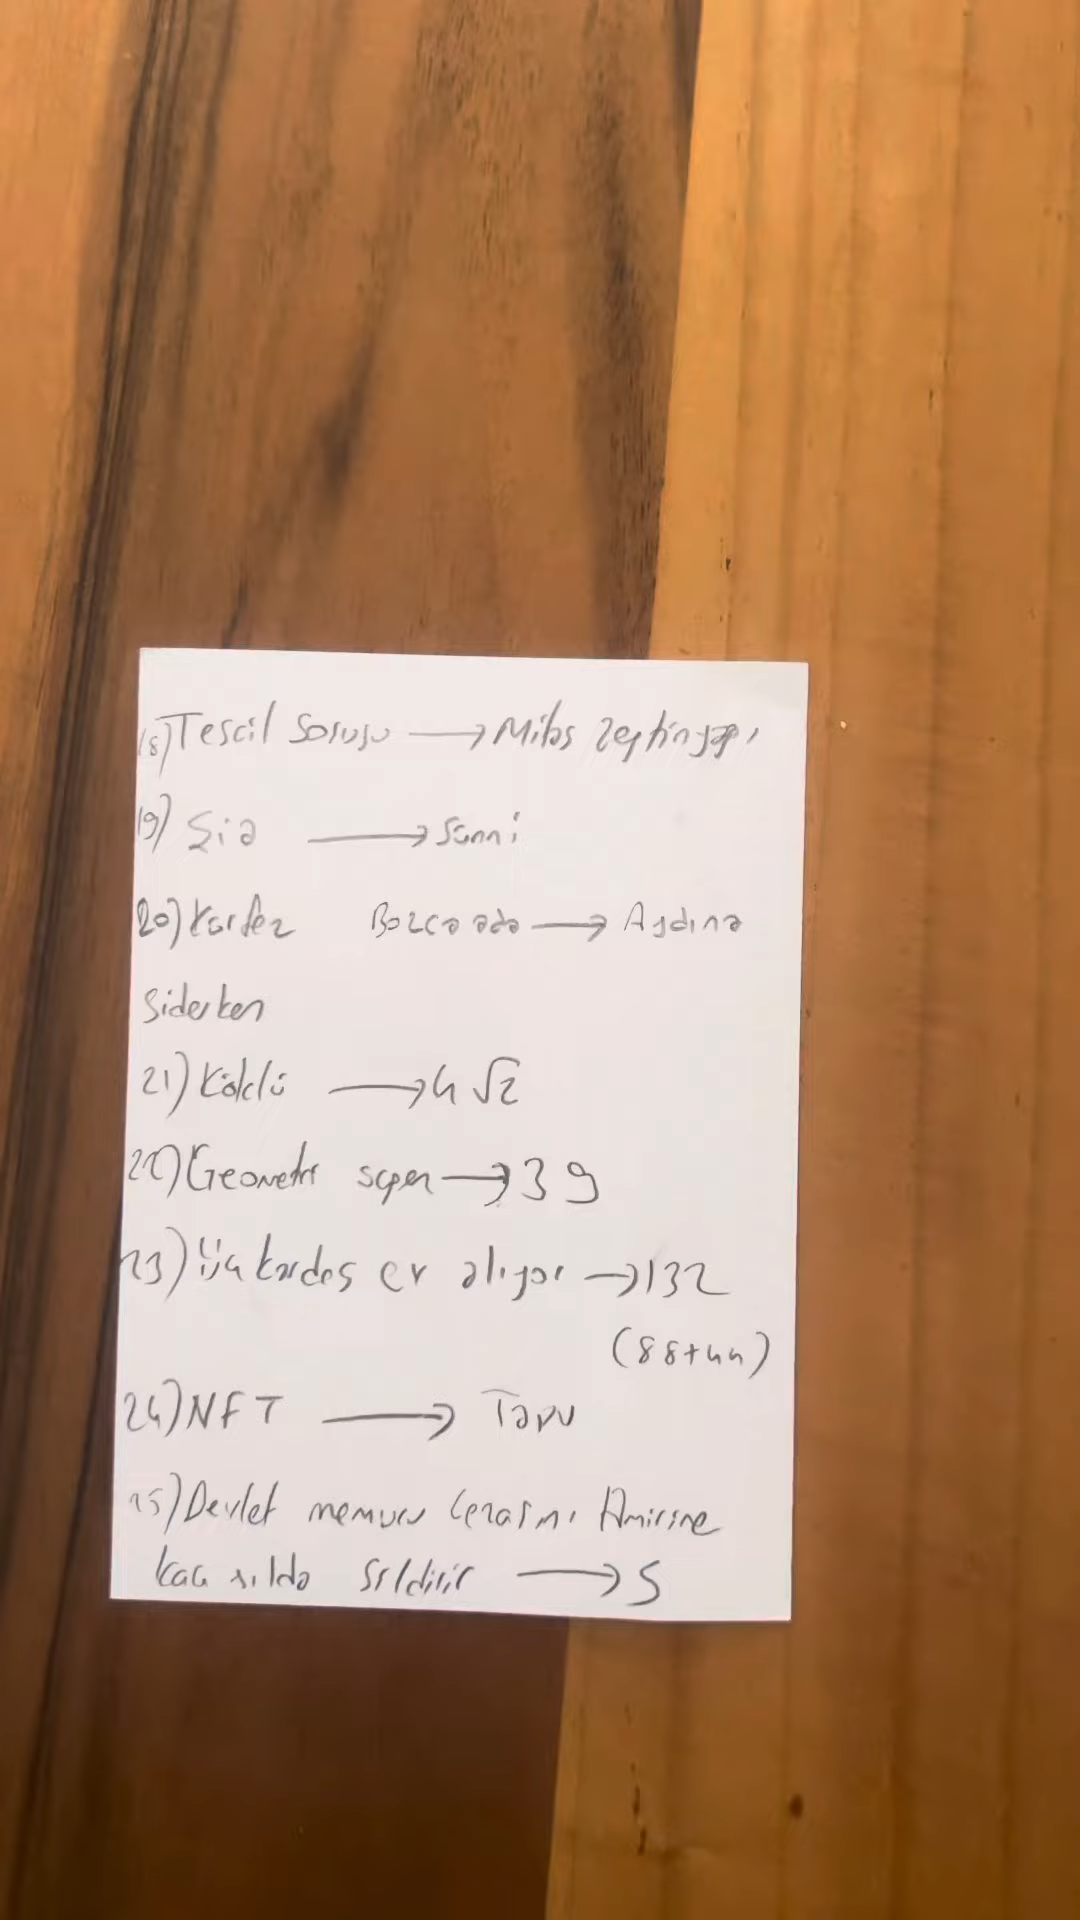 18) Tescil Sorusu → Milas Zeytinyağı
19) Şia → Sünni
20) Körfez Bozcaada → Aydına
giderken
21) Köklü → 4√2
22) Geometri süper → 39
23) Üç kardeş ev alıyor → 132
(88+44)
24) NFT → Tapu
25) Devlet memuru Cezasını Amirine
kaç yılda sildirir → 5